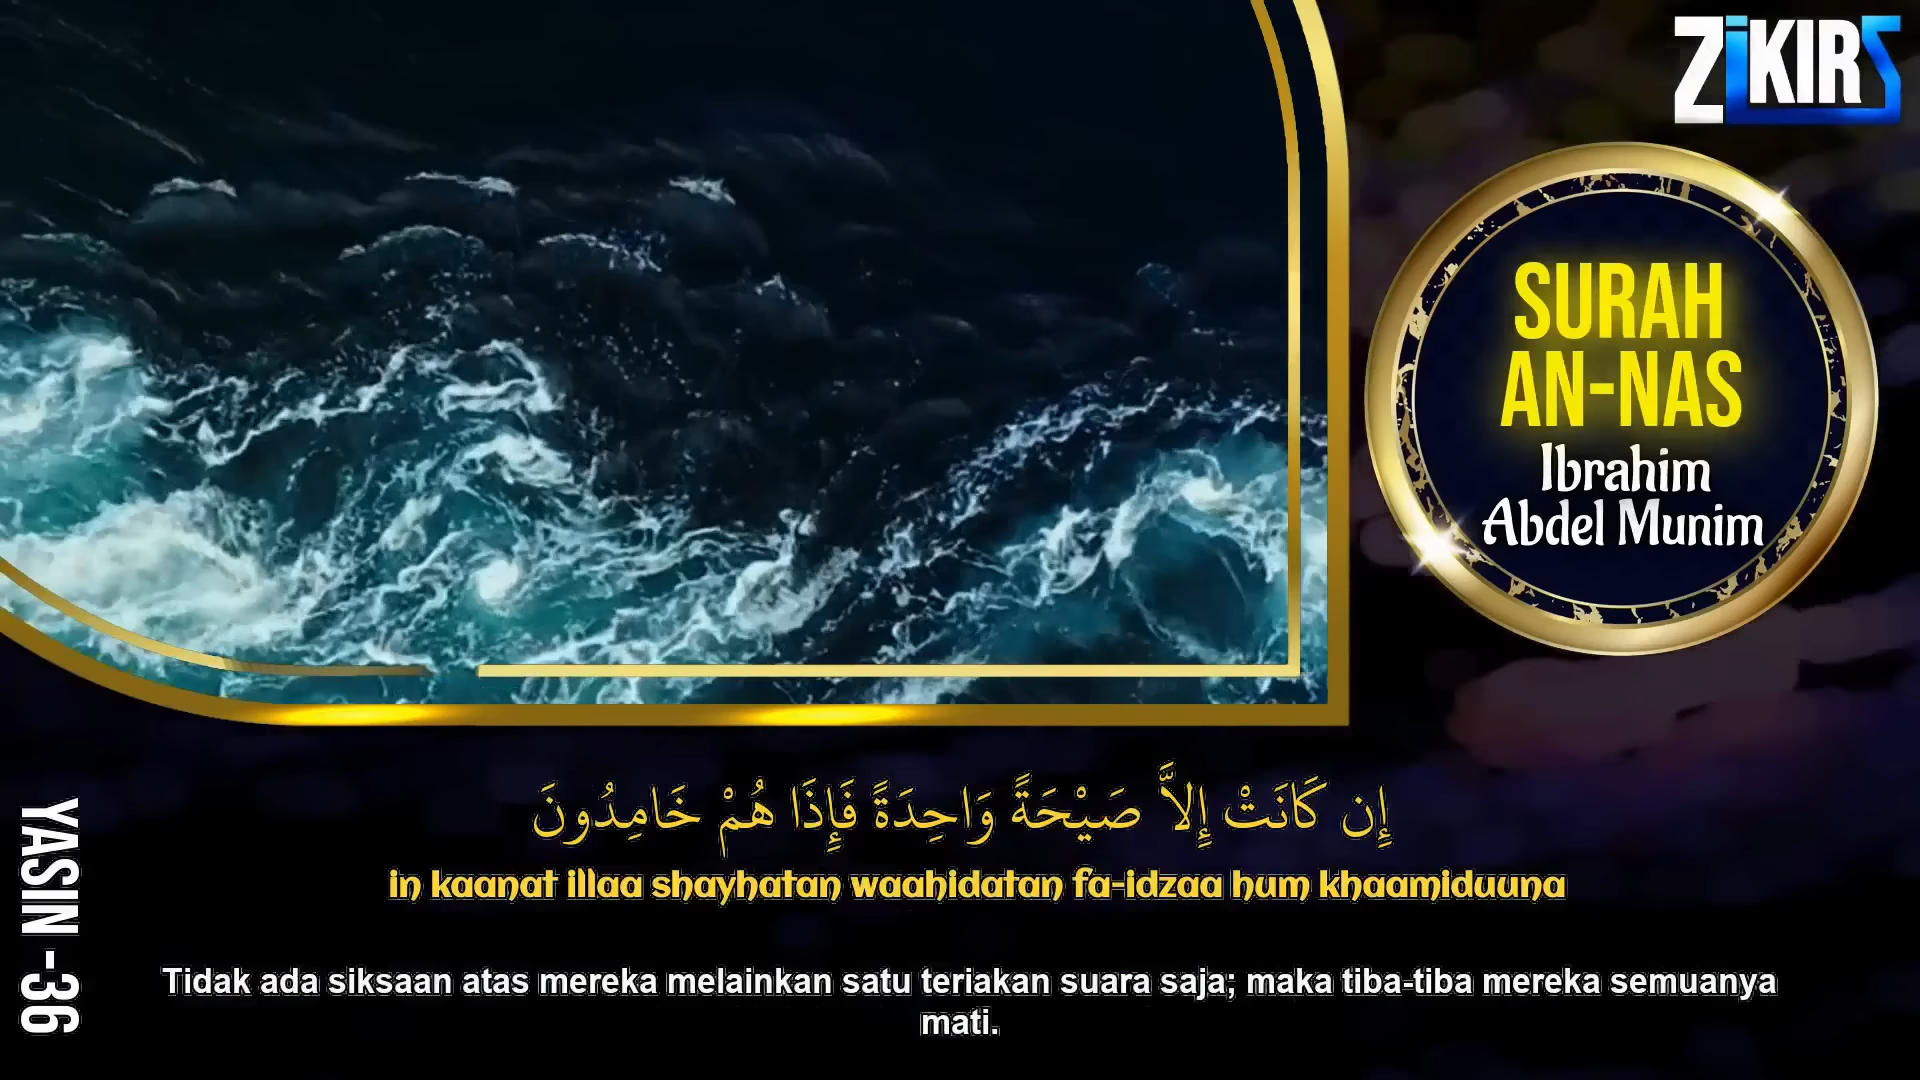 ZiKIRS
SURAH
AN-NAS
Ibrahim
Abdel Munim
إِن كَانَتْ إِلاَّ صَيْحَةً وَاحِدَةً فَإِذَا هُمْ خَامِدُونَ
in kaanat illaa shayhatan waahidatan fa-idzaa hum khaamiduuna
YASIN -36
Tidak ada siksaan atas mereka melainkan satu teriakan suara saja; maka tiba-tiba mereka semuanya
mati.